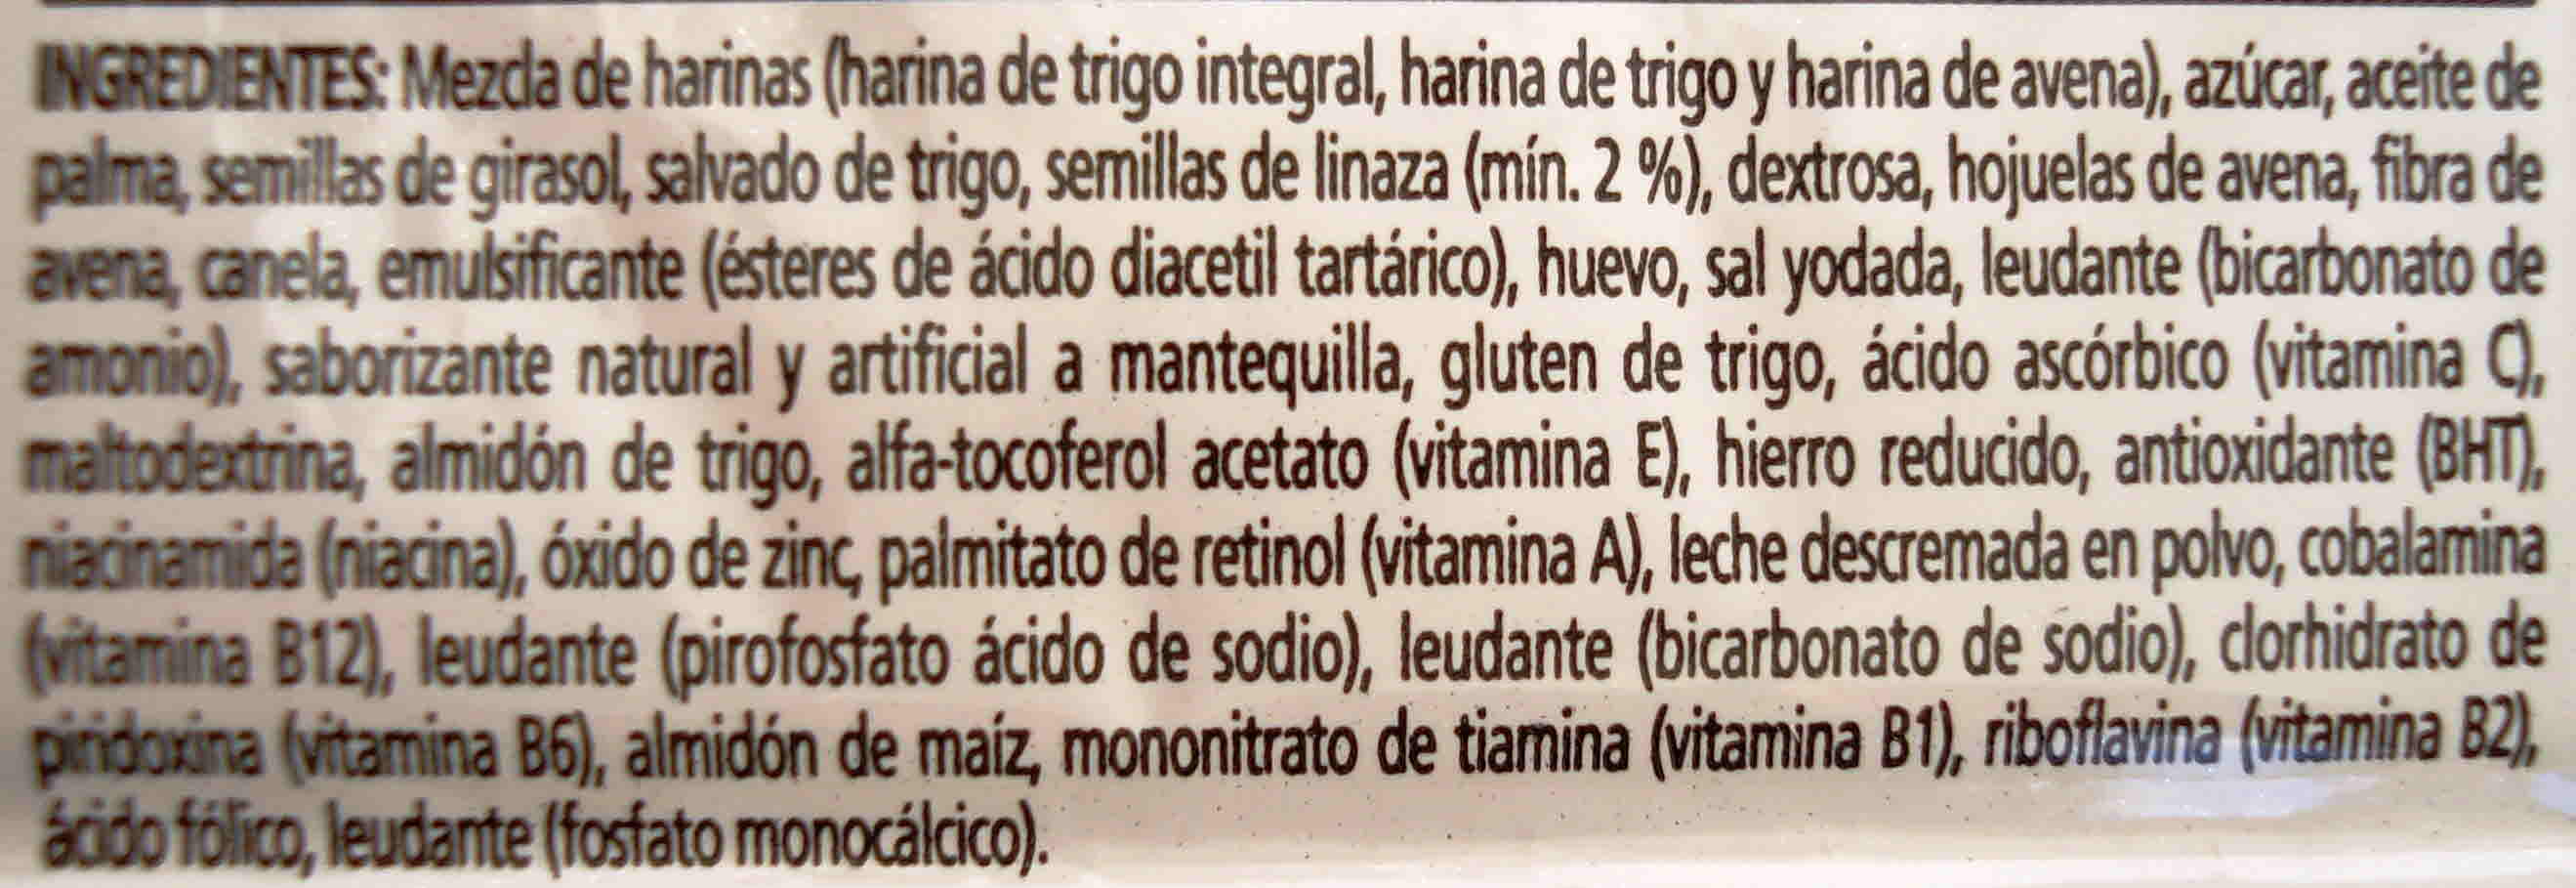 INGREDIENTES: Mezcla de harinas (harina de trigo integral, harina de trigo y harina de avena), azúcar, aceite de
palma, semillas de girasol, salvado de trigo, semillas de linaza (mín. 2 %), dextrosa, hojuelas de avena, fibra de
avena, canela, emulsificante (ésteres de ácido diacetil tartárico), huevo, sal yodada, leudante (bicarbonato de
amonio), saborizante natural y artificial a mantequilla, gluten de trigo, ácido ascórbico (vitamina C),
maltodextrina, almidón de trigo, alfa-tocoferol acetato (vitamina E), hierro reducido, antioxidante (BHT),
niacinamida (niacina), óxido de zinc, palmitato de retinol (vitamina A), leche descremada en polvo, cobalamina
(vitamina B12), leudante (pirofosfato ácido de sodio), leudante (bicarbonato de sodio), clorhidrato de
piridoxina (vitamina B6), almidón de maíz, mononitrato de tiamina (vitamina B1), riboflavina (vitamina B2),
ácido fólico, leudante (fosfato monocálcico).